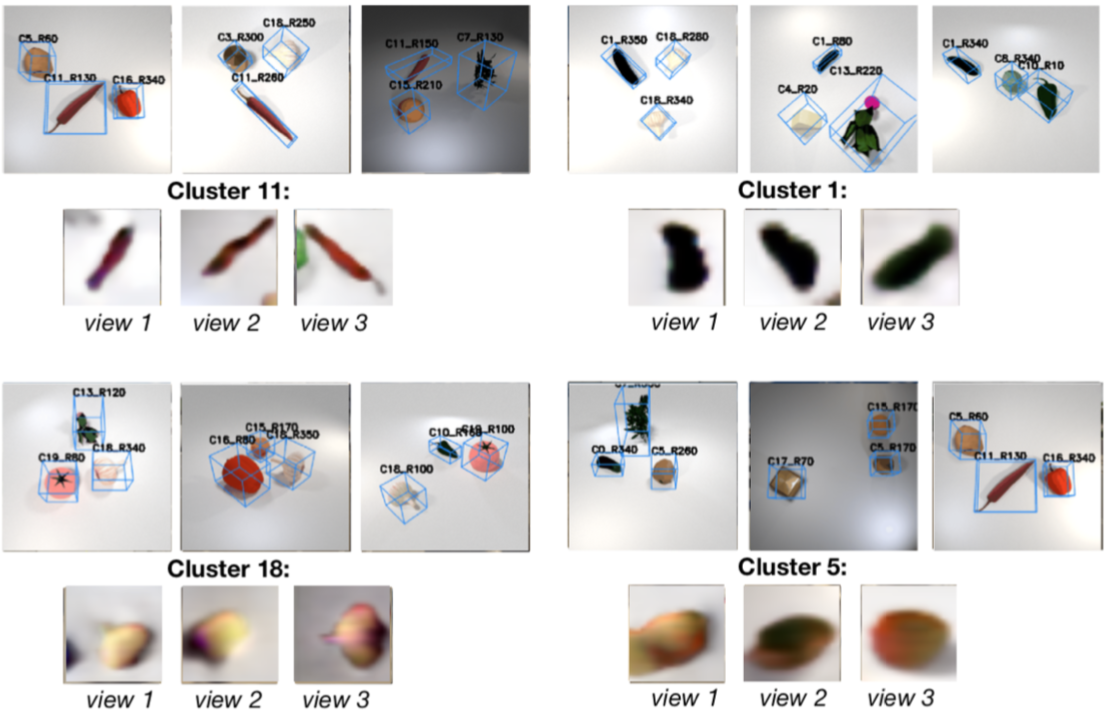 C5_R60
C11_R130
C16_R340
C3_R300
C18_R250
C11_R260
C11_R150
C7_R130
C15_R210
C1_R350
C18_R280
C18_R340
C1_R80
C13_R220
C4_R20
C1_R340
C8_R340
C10_R10
Cluster 11:
Cluster 1:
view 1
view 2
view 3
view 1
view 2
view 3
C13_R120
C19_R80
C18_R340
C15_R170
C16_R80
C18_R350
C18_R100
C0_R340
C5_R260
C15_R170
C5_R170
C17_R70
C5_R60
C11_R130
C16_R340
Cluster 18:
Cluster 5:
view 1
view 2
view 3
view 1
view 2
view 3